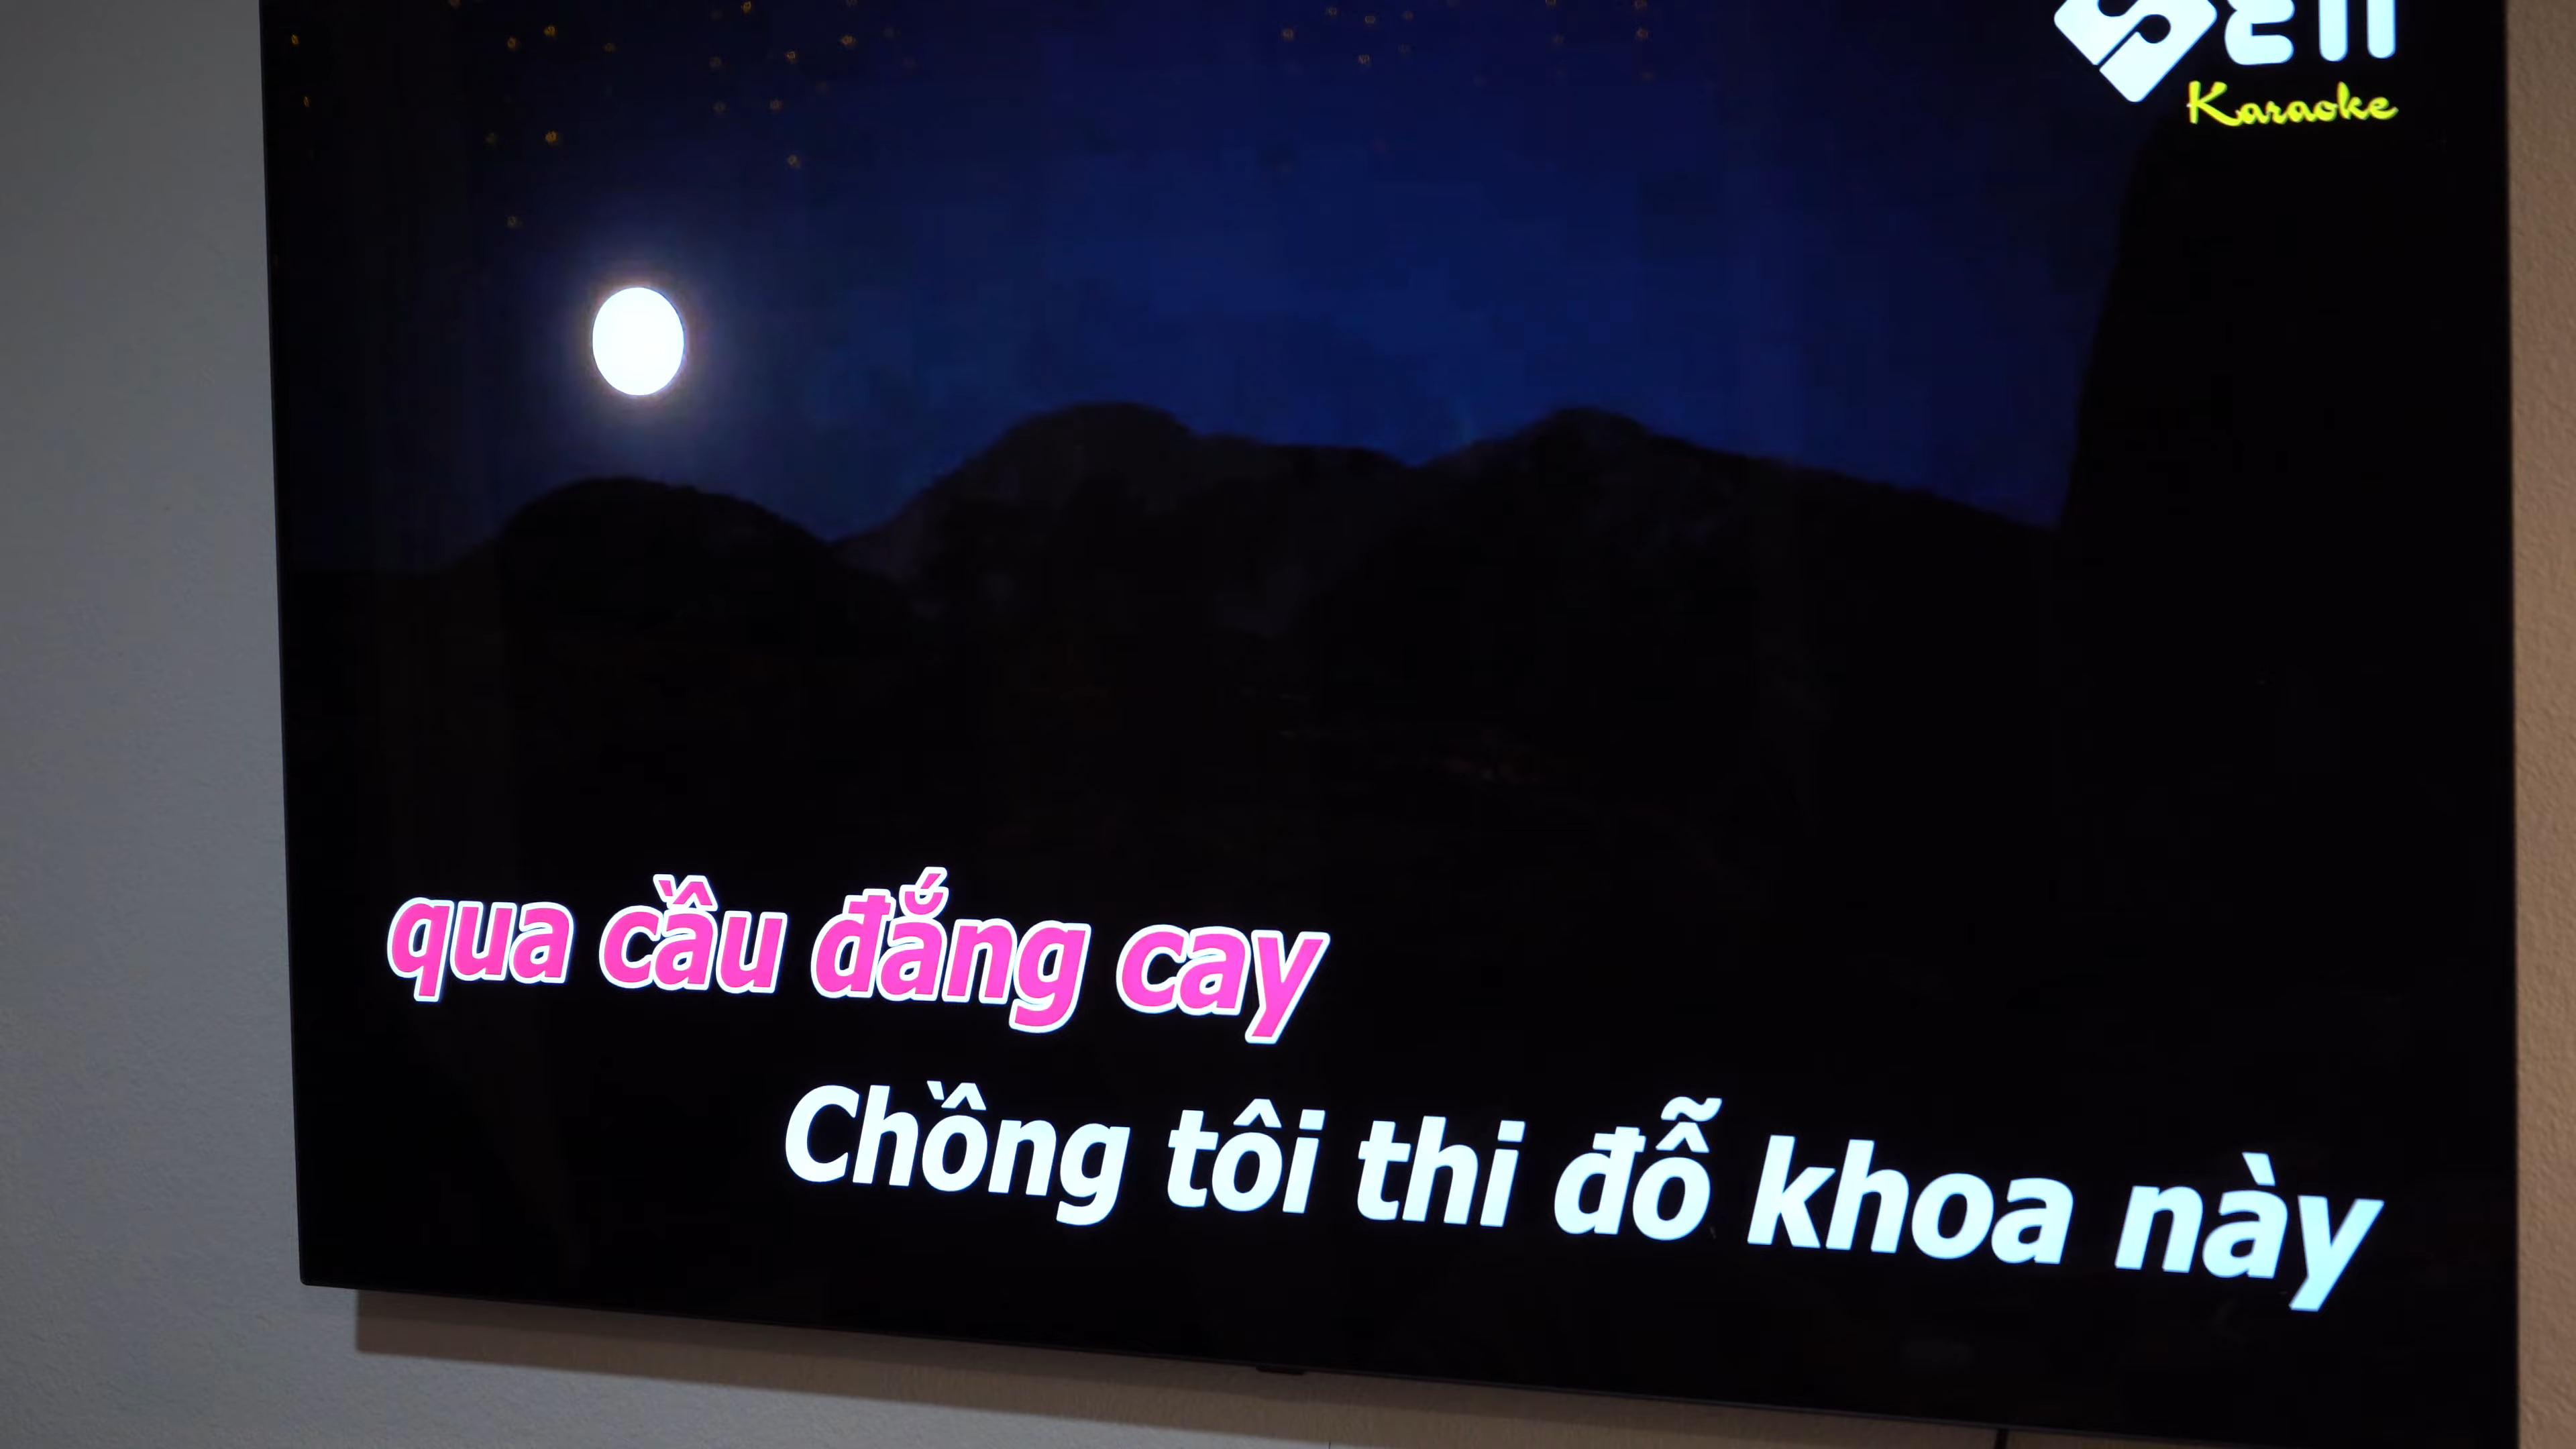 Karaoke
qua cầu đắng cay
Chồng tôi thi đỗ khoa này